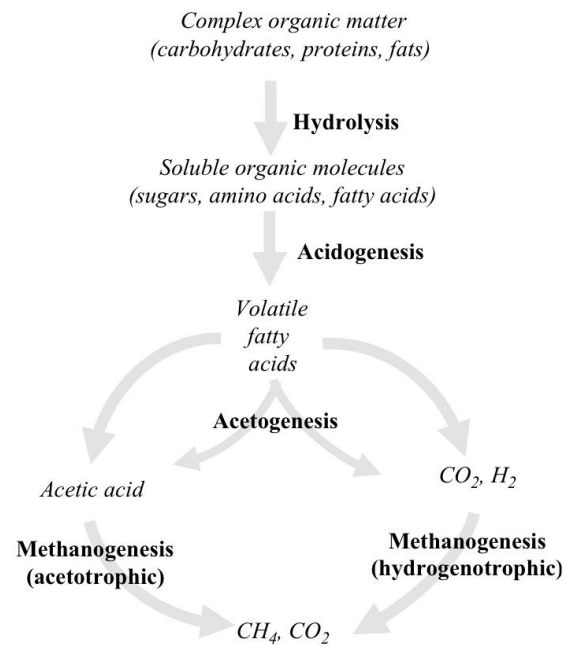 Complex organic matter
(carbohydrates, proteins, fats)
Hydrolysis
Soluble organic molecules
(sugars, amino acids, fatty acids)
Acidogenesis
Volatile
fatty
acids
Acetogenesis
Acetic acid
CO₂, H₂
Methanogenesis
(acetotrophic)
Methanogenesis
(hydrogenotrophic)
CH₄, CO₂